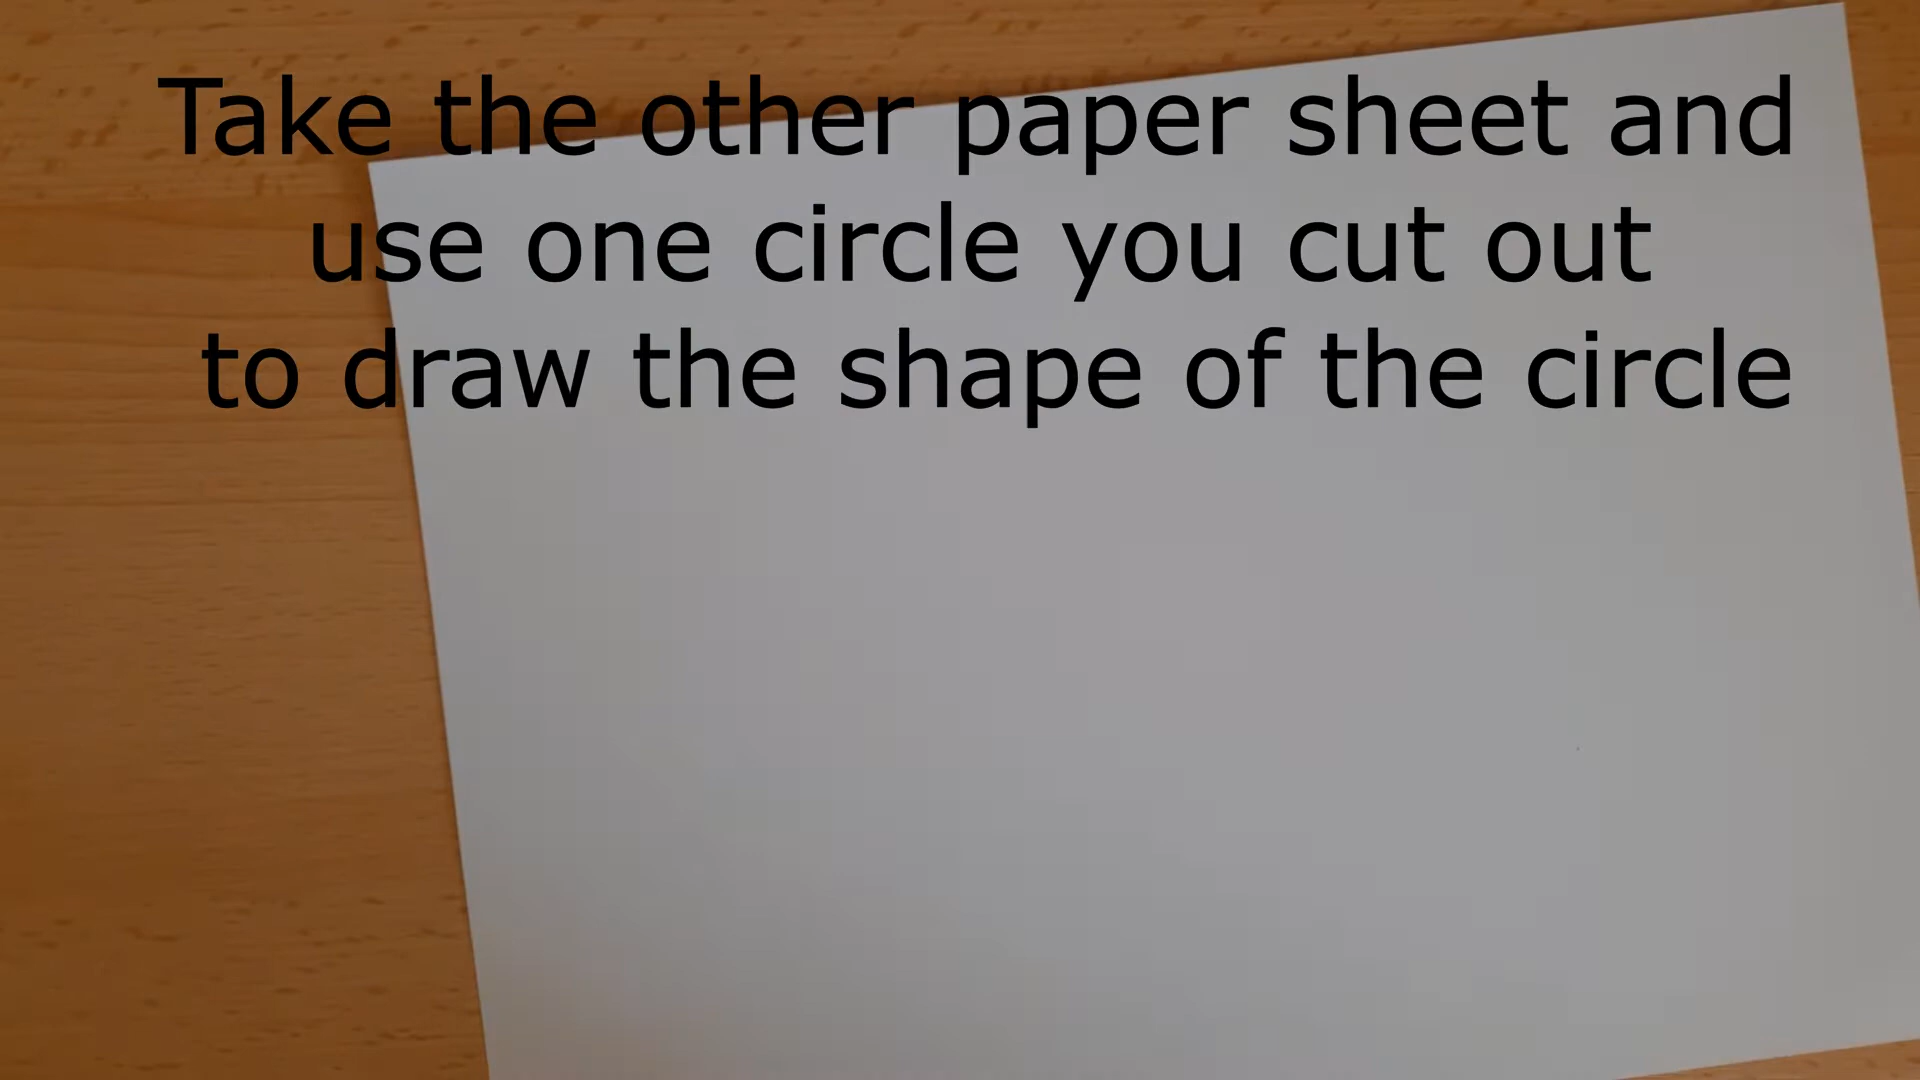 Take the other paper sheet and
use one circle you cut out
to draw the shape of the circle